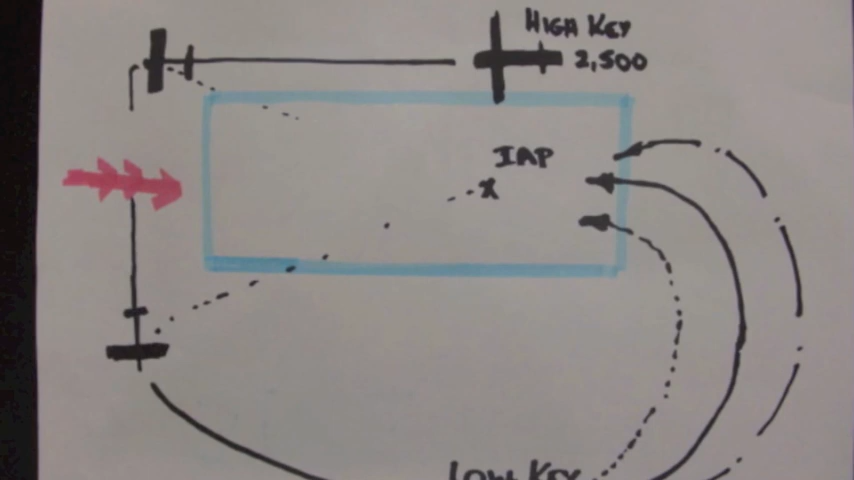 HIGH KEY
2,500
IAP
x
LOW KEY